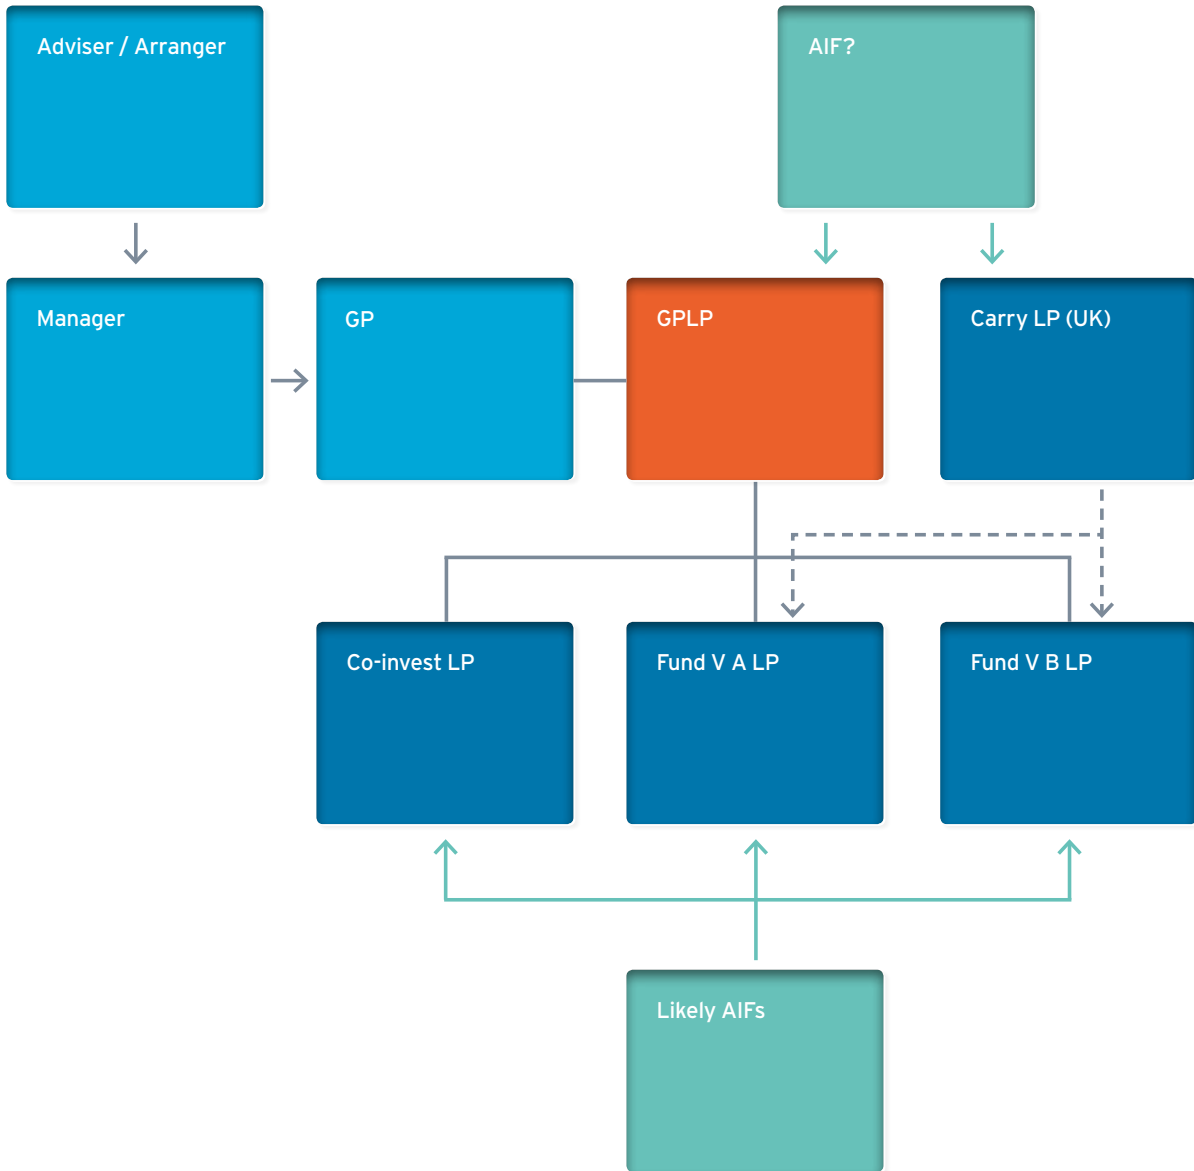 Adviser / Arranger
AIF?
Manager
GP
GPLP
Carry LP (UK)
Co-invest LP
Fund V A LP
Fund V B LP
Likely AIFs